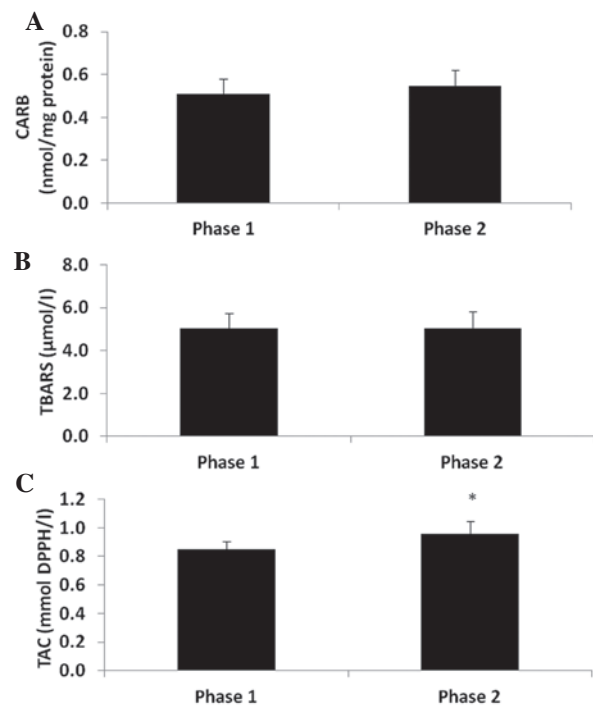 A
CARB
(nmol/mg protein)
0.8
0.6
0.4
0.2
0.0
Phase 1 Phase 2
B
TBARS (μmol/l)
8.0
6.0
4.0
2.0
0.0
Phase 1 Phase 2
C
TAC (mmol DPPH/l)
1.2
1.0
0.8
0.6
0.4
0.2
0.0
*
Phase 1 Phase 2